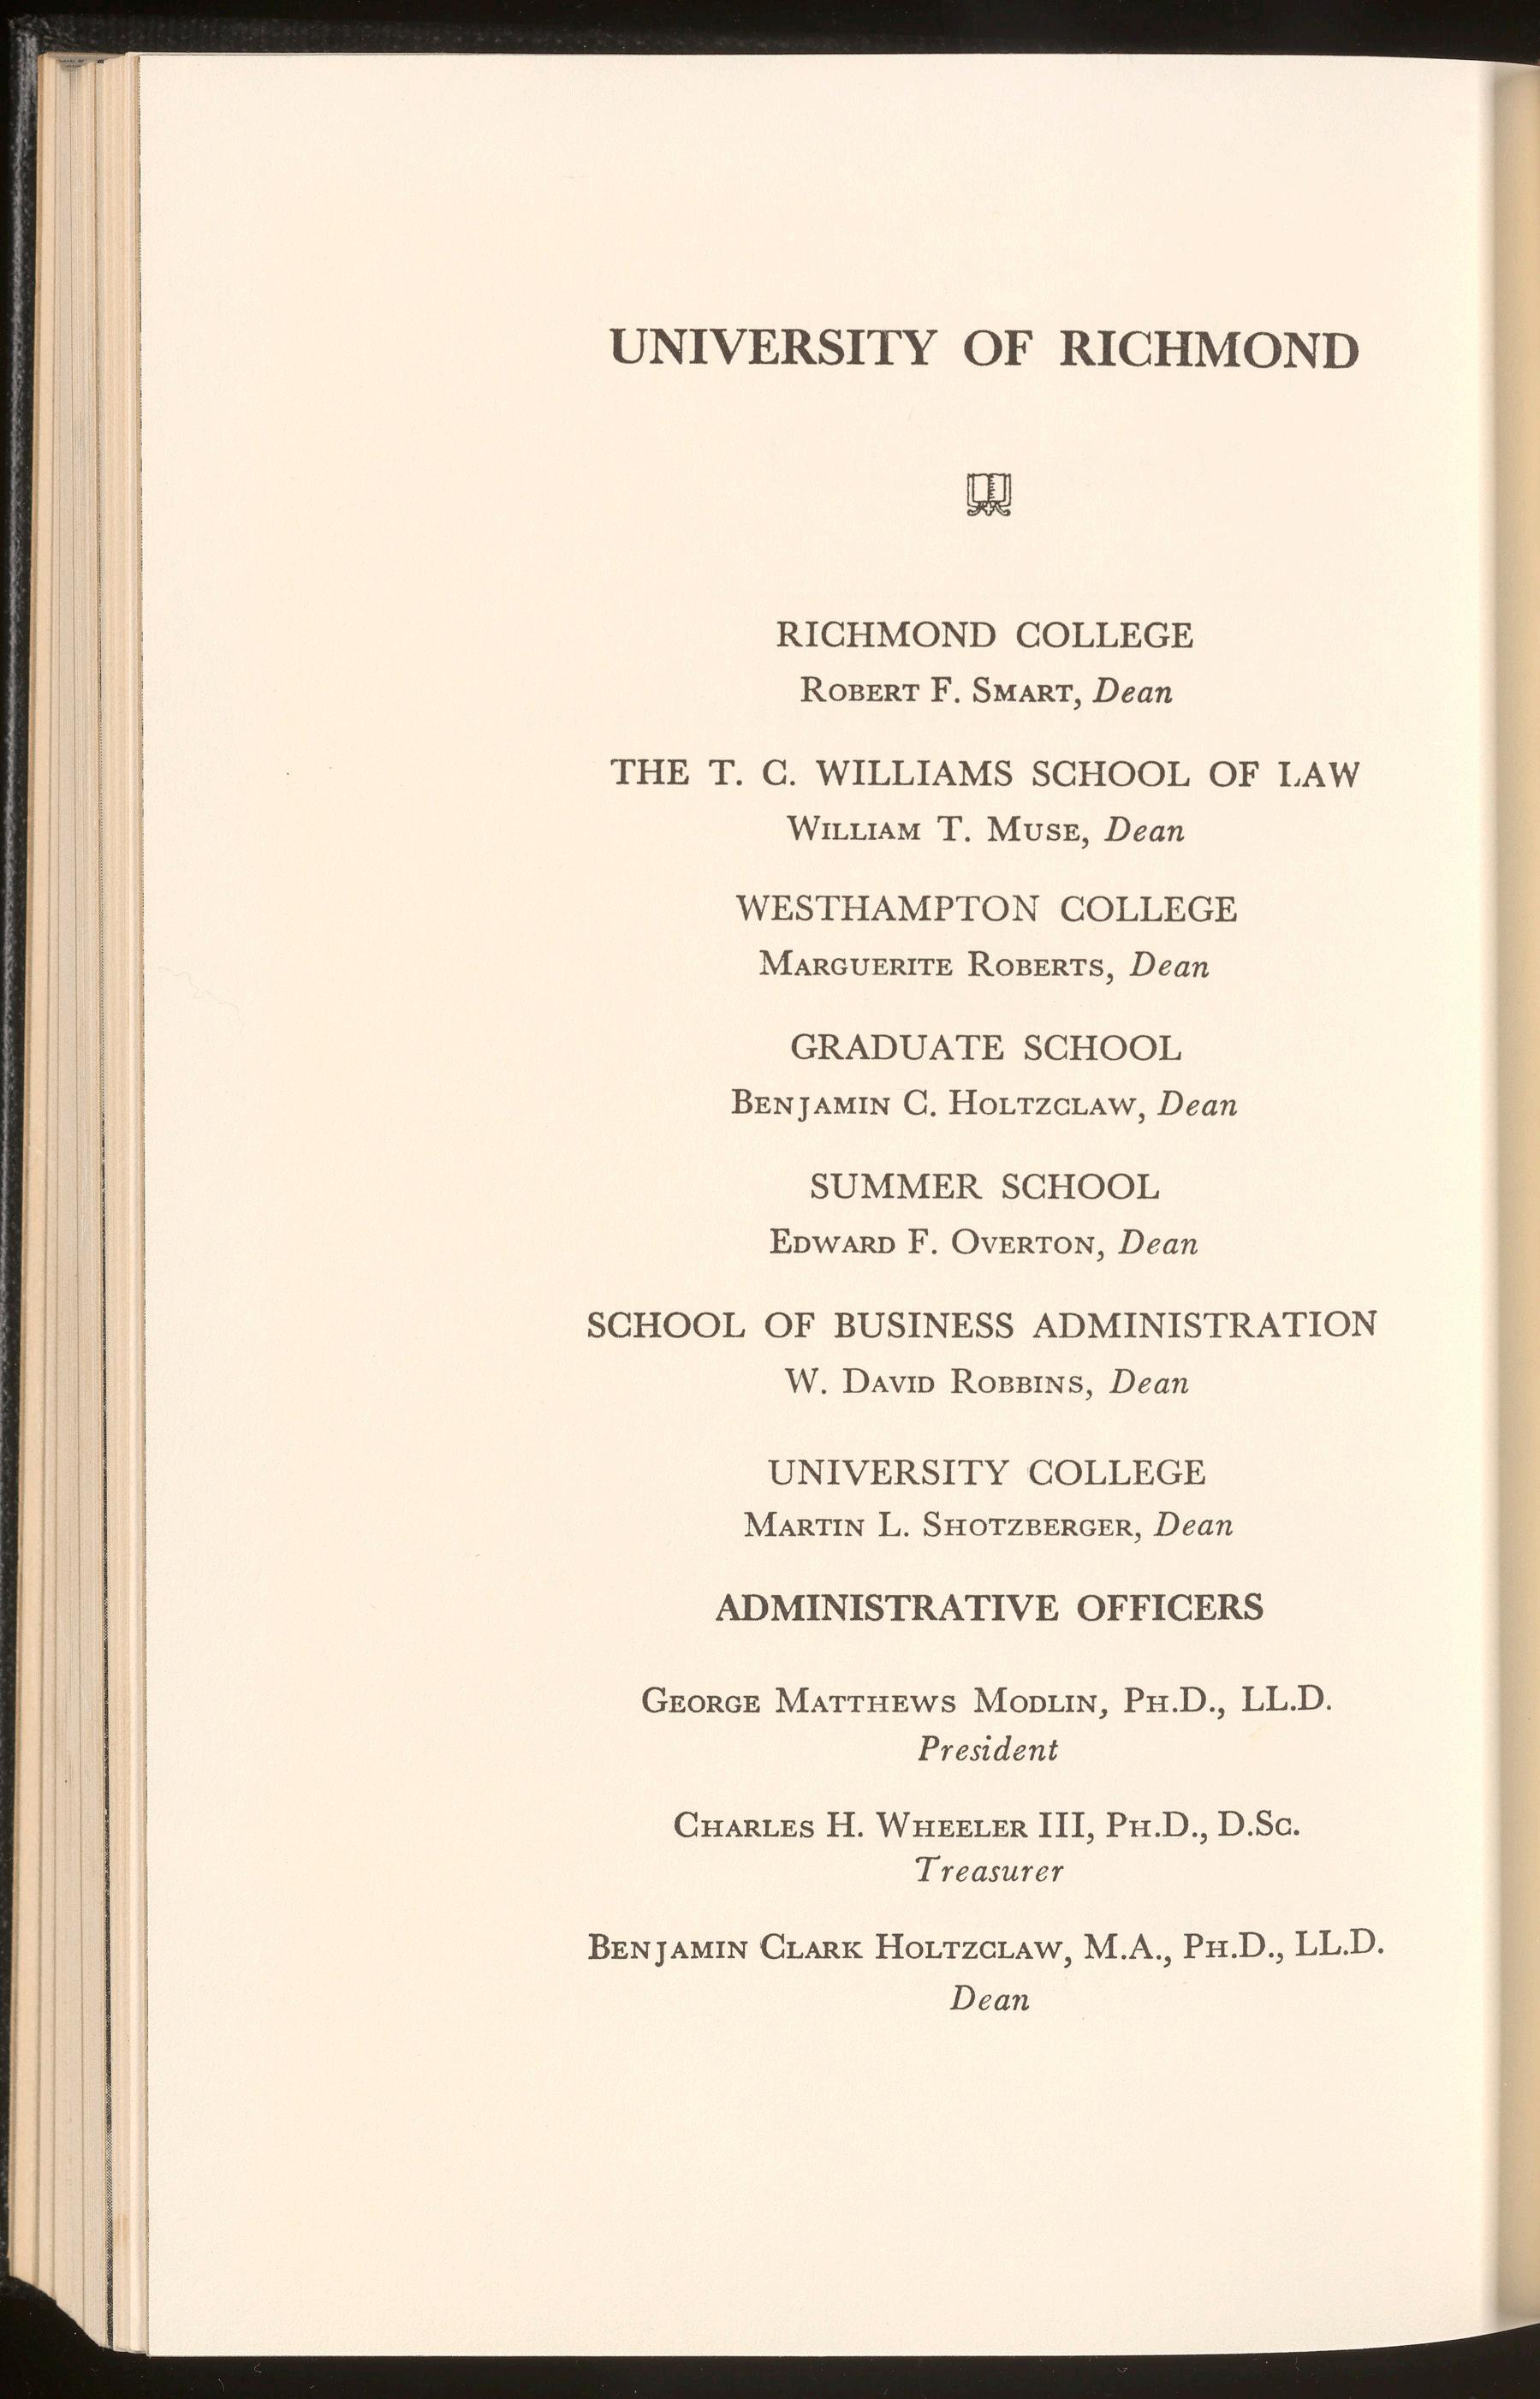 UNIVERSITY OF RICHMOND
RICHMOND COLLEGE
ROBERT F. SMART, Dean
THE T. C. WILLIAMS SCHOOL OF LAW
WILLIAM T. MUSE, Dean
WESTHAMPTON COLLEGE
MARGUERITE ROBERTS, Dean
GRADUATE SCHOOL
BENJAMIN C. HOLTZCLAW, Dean
SUMMER SCHOOL
EDWARD F. OVERTON, Dean
SCHOOL OF BUSINESS ADMINISTRATION
W. DAVID ROBBINS, Dean
UNIVERSITY COLLEGE
MARTIN L. SHOTZBERGER, Dean
ADMINISTRATIVE OFFICERS
GEORGE MATTHEWS MODLIN, PH.D., LL.D.
President
CHARLES H. WHEELER III, PH.D., D.SC.
Treasurer
BENJAMIN CLARK HOLTZCLAW, M.A., PH.D., LL.D.
Dean